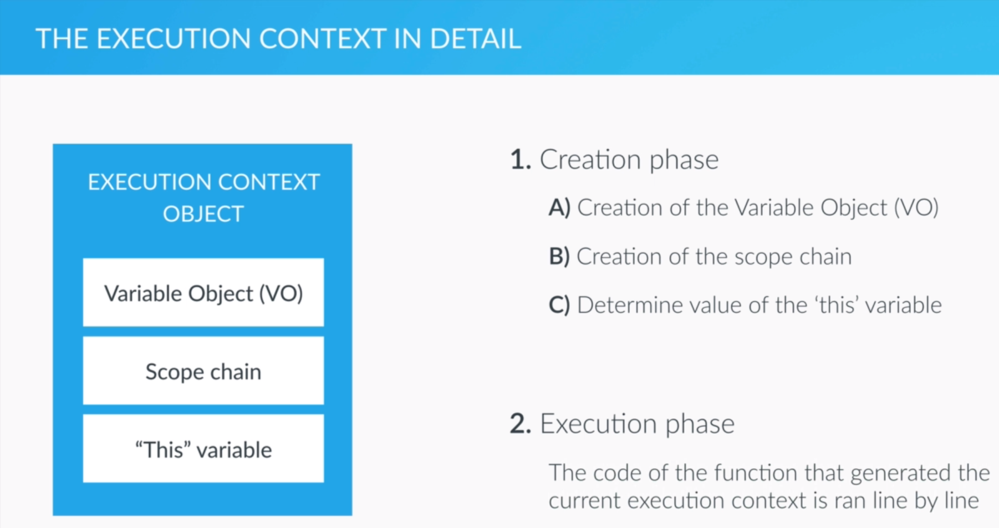 THE EXECUTION CONTEXT IN DETAIL
EXECUTION CONTEXT
OBJECT
Variable Object (VO)
Scope chain
“This” variable
1. Creation phase
A) Creation of the Variable Object (VO)
B) Creation of the scope chain
C) Determine value of the ‘this’ variable
2. Execution phase
The code of the function that generated the
current execution context is ran line by line